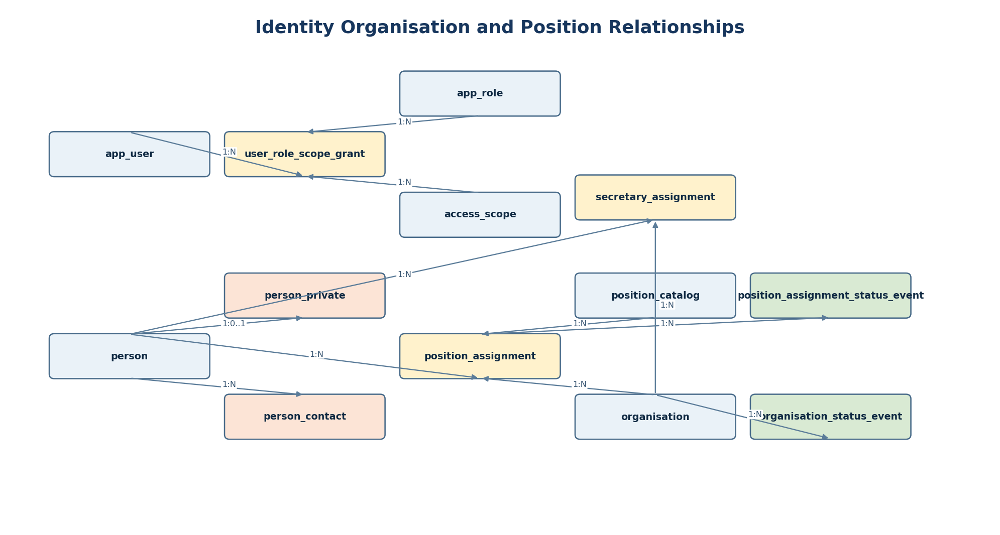 Identity Organisation and Position Relationships
app_role
1:N
app_user
1:N
user_role_scope_grant
1:N
secretary_assignment
access_scope
1:N
person_private
position_catalog
position_assignment_status_event
1:N
1:0..1
1:N
1:N
person
1:N
position_assignment
1:N
1:N
person_contact
organisation
1:N
organisation_status_event